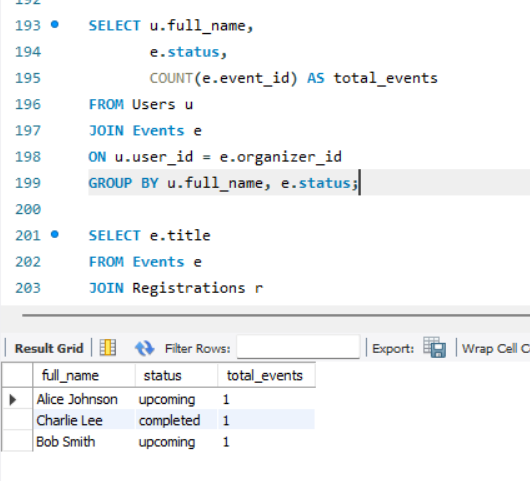 192
193 SELECT u.full_name,
194 e.status,
195 COUNT(e.event_id) AS total_events
196 FROM Users u
197 JOIN Events e
198 ON u.user_id = e.organizer_id
199 GROUP BY u.full_name, e.status;
200
201 SELECT e.title
202 FROM Events e
203 JOIN Registrations r
Result Grid Filter Rows: Export: Wrap Cell C
full_name status total_events
Alice Johnson upcoming 1
Charlie Lee completed 1
Bob Smith upcoming 1